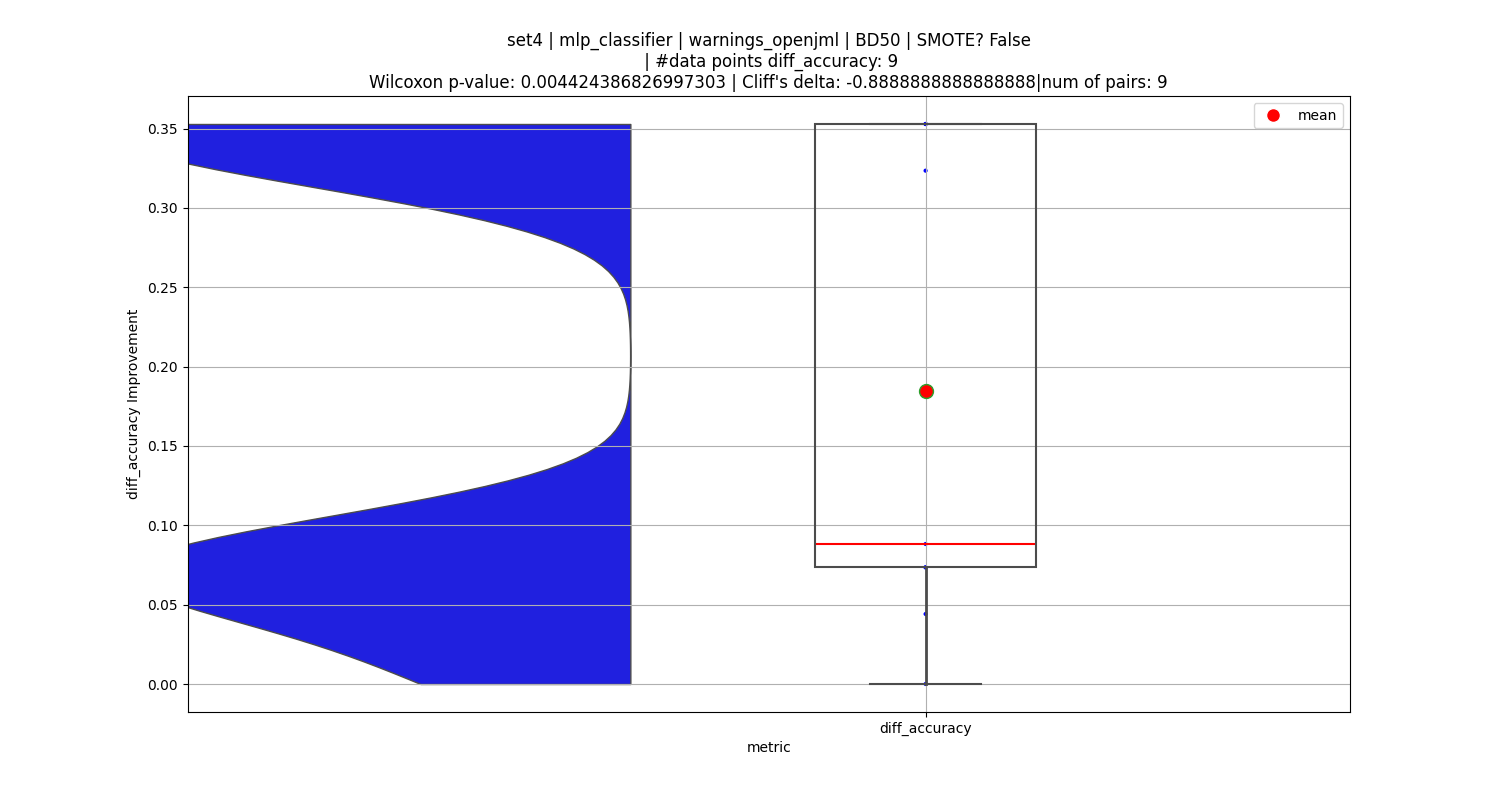 set4 | mlp_classifier | warnings_openjml | BD50 | SMOTE? False
| #data points diff_accuracy: 9
Wilcoxon p-value: 0.004424386826997303 | Cliff's delta: -0.8888888888888888|num of pairs: 9
mean
0.35
0.30
0.25
0.20
0.15
0.10
0.05
0.00
diff_accuracy Improvement
diff_accuracy
metric